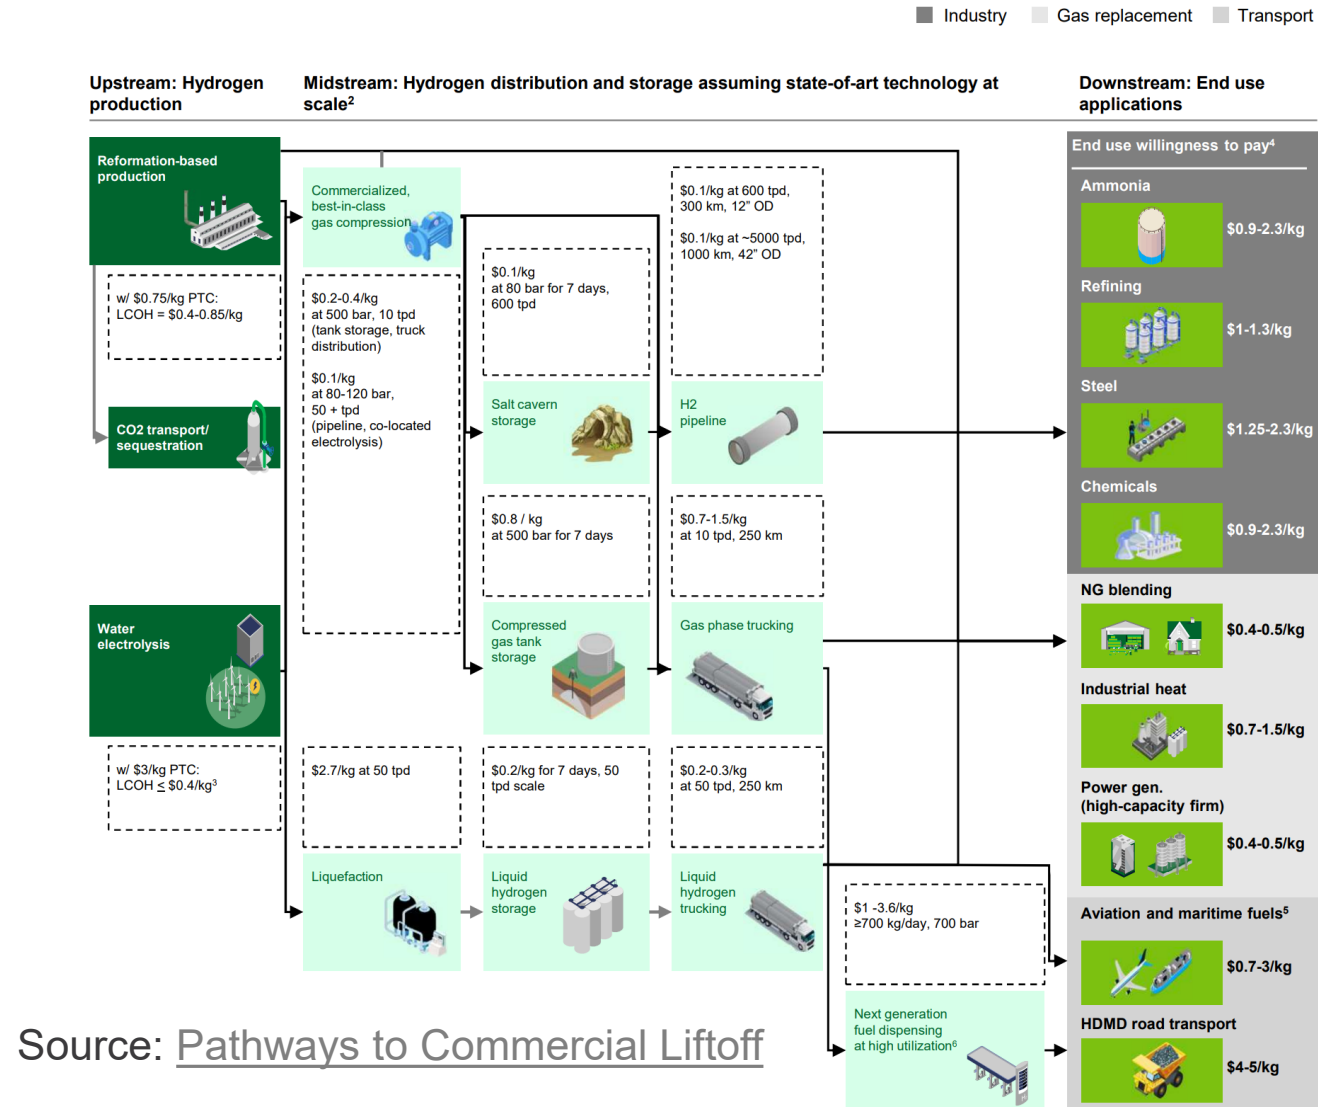 Industry
Gas replacement
Transport
Upstream: Hydrogen
production
Midstream: Hydrogen distribution and storage assuming state-of-art technology at
scale²
Downstream: End use
applications
Reformation-based
production
w/ $0.75/kg PTC:
LCOH = $0.4-0.85/kg
CO2 transport/
sequestration
Water
electrolysis
w/ $3/kg PTC:
LCOH ≤ $0.4/kg³
Commercialized,
best-in-class
gas compression
$0.2-0.4/kg
at 500 bar, 10 tpd
(tank storage, truck
distribution)
$0.1/kg
at 80-120 bar,
50 + tpd
(pipeline, co-located
electrolysis)
$2.7/kg at 50 tpd
Liquefaction
$0.1/kg
at 80 bar for 7 days,
600 tpd
Salt cavern
storage
$0.8 / kg
at 500 bar for 7 days
Compressed
gas tank
storage
$0.2/kg for 7 days, 50
tpd scale
Liquid
hydrogen
storage
$0.1/kg at 600 tpd,
300 km, 12” OD
$0.1/kg at ~5000 tpd,
1000 km, 42” OD
H2
pipeline
$0.7-1.5/kg
at 10 tpd, 250 km
Gas phase trucking
$0.2-0.3/kg
at 50 tpd, 250 km
Liquid
hydrogen
trucking
$1 -3.6/kg
≥700 kg/day, 700 bar
Next generation
fuel dispensing
at high utilization⁶
End use willingness to pay⁴
Ammonia
$0.9-2.3/kg
Refining
$1-1.3/kg
Steel
$1.25-2.3/kg
Chemicals
$0.9-2.3/kg
NG blending
$0.4-0.5/kg
Industrial heat
$0.7-1.5/kg
Power gen.
(high-capacity firm)
$0.4-0.5/kg
Aviation and maritime fuels⁵
$0.7-3/kg
HDMD road transport
$4-5/kg
Source: Pathways to Commercial Liftoff